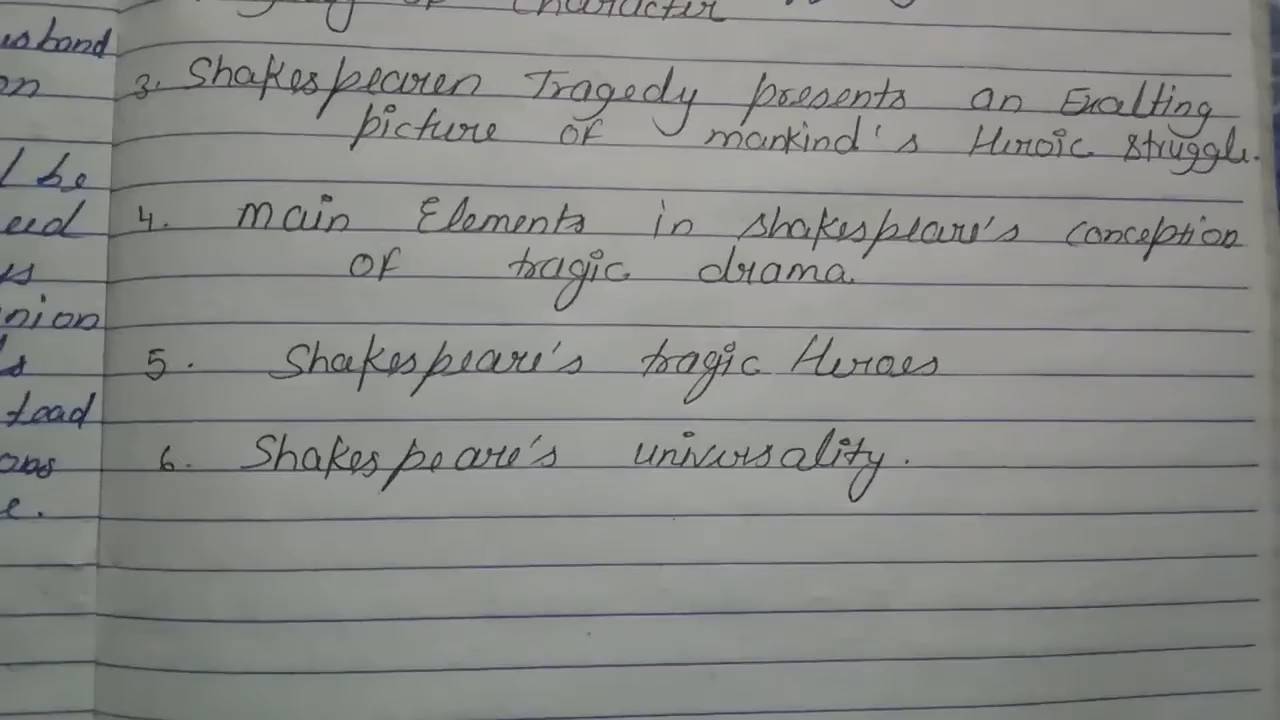 Character
3. Shakespearen Tragedy presents an Exalting
picture of mankind's Heroic struggle.
4. main Elements in shakespeare's conception
of tragic drama.
5. Shakespeare's tragic Heroes
6. Shakespeare's universality.